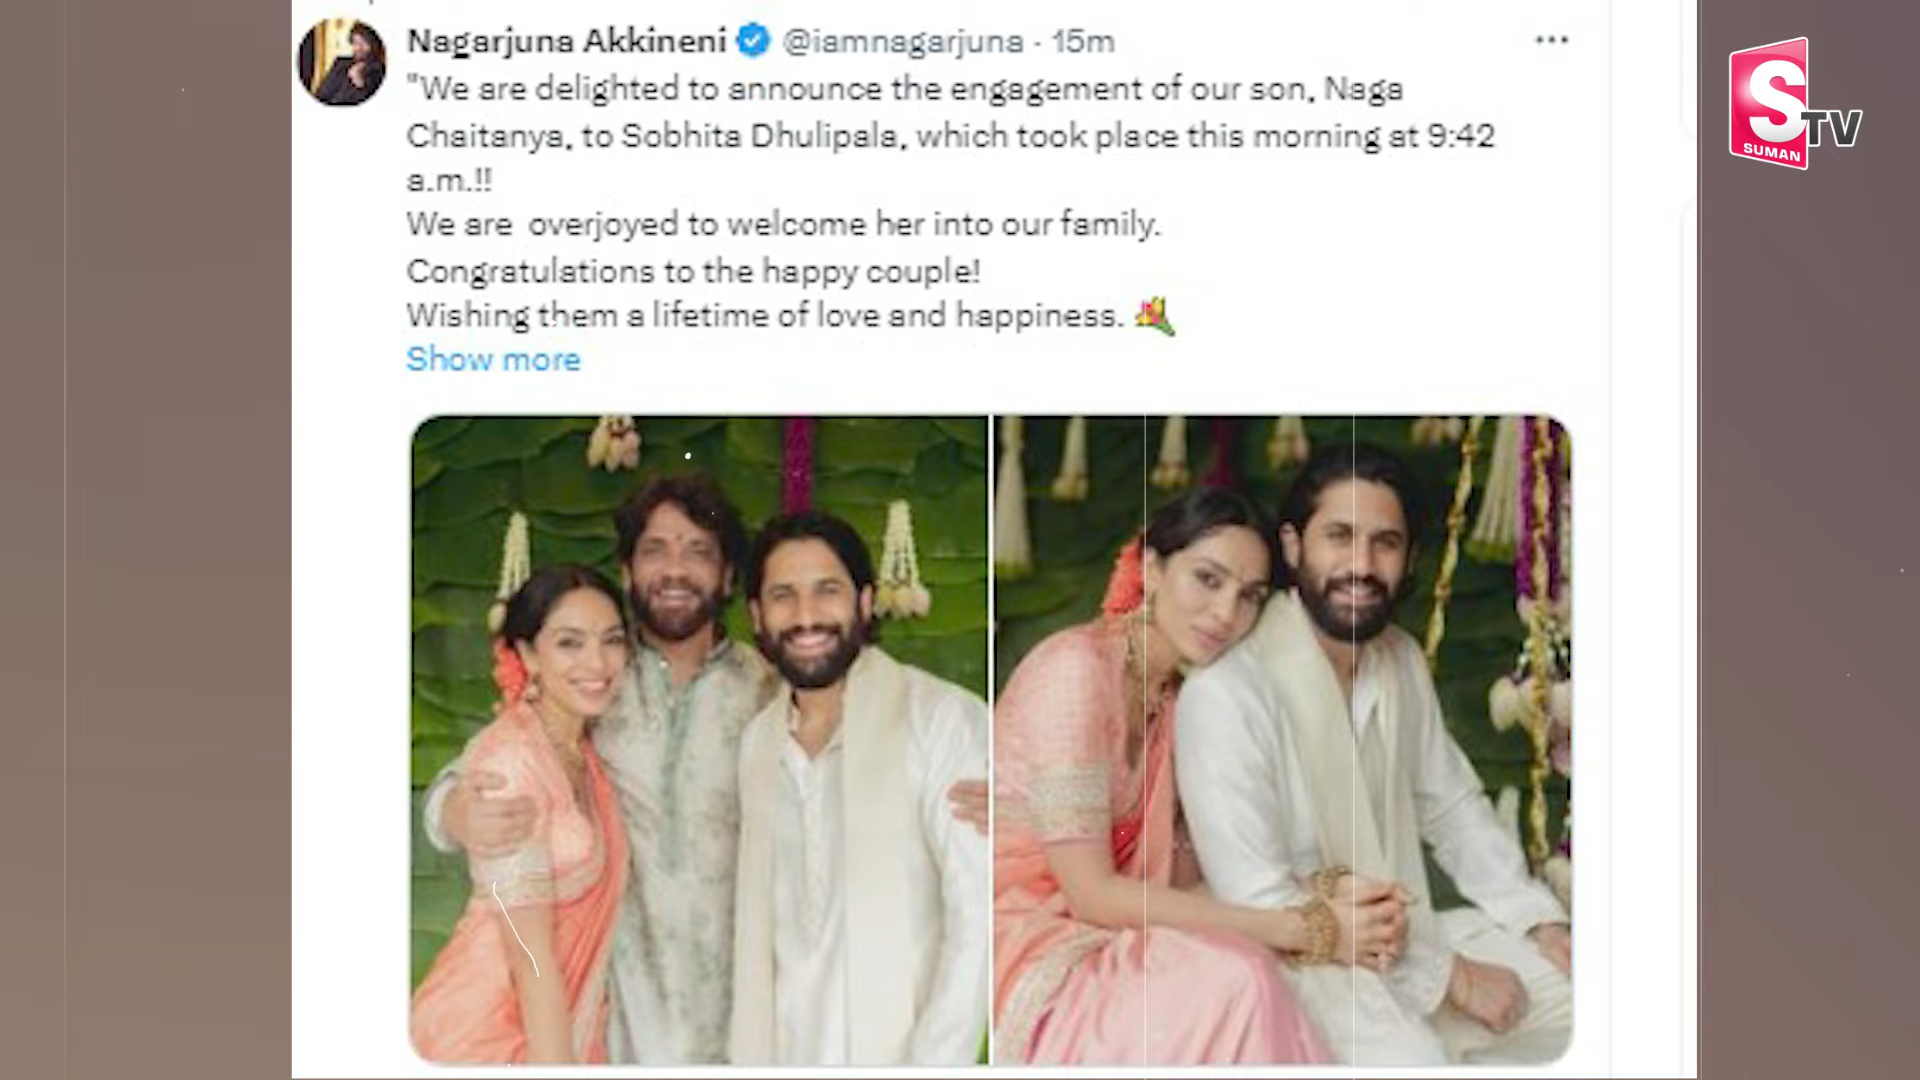 Nagarjuna Akkineni @iamnagarjuna · 15m
"We are delighted to announce the engagement of our son, Naga
Chaitanya, to Sobhita Dhulipala, which took place this morning at 9:42
a.m.!!
We are overjoyed to welcome her into our family.
Congratulations to the happy couple!
Wishing them a lifetime of love and happiness. 💐
Show more
S TV
SUMAN